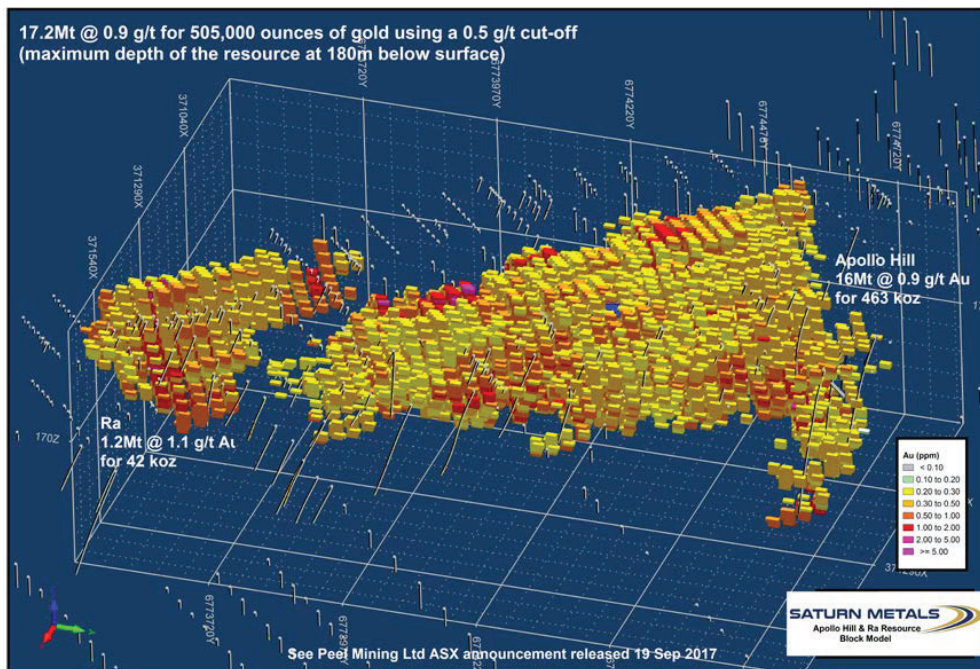 17.2Mt @ 0.9 g/t for 505,000 ounces of gold using a 0.5 g/t cut-off
(maximum depth of the resource at 180m below surface)
6773720Y
6773970Y
6774220Y
6774470Y
6774720Y
371040X
371290X
371540X
Apollo Hill
16Mt @ 0.9 g/t Au
for 463 koz
Ra
1.2Mt @ 1.1 g/t Au
for 42 koz
170Z
Au (ppm)
< 0.10
0.10 to 0.20
0.20 to 0.30
0.30 to 0.50
0.50 to 1.00
1.00 to 2.00
2.00 to 5.00
>= 5.00
371290X
6773720Y
SATURN METALS
Apollo Hill & Ra Resource
Block Model
See Peel Mining Ltd ASX announcement released 19 Sep 2017